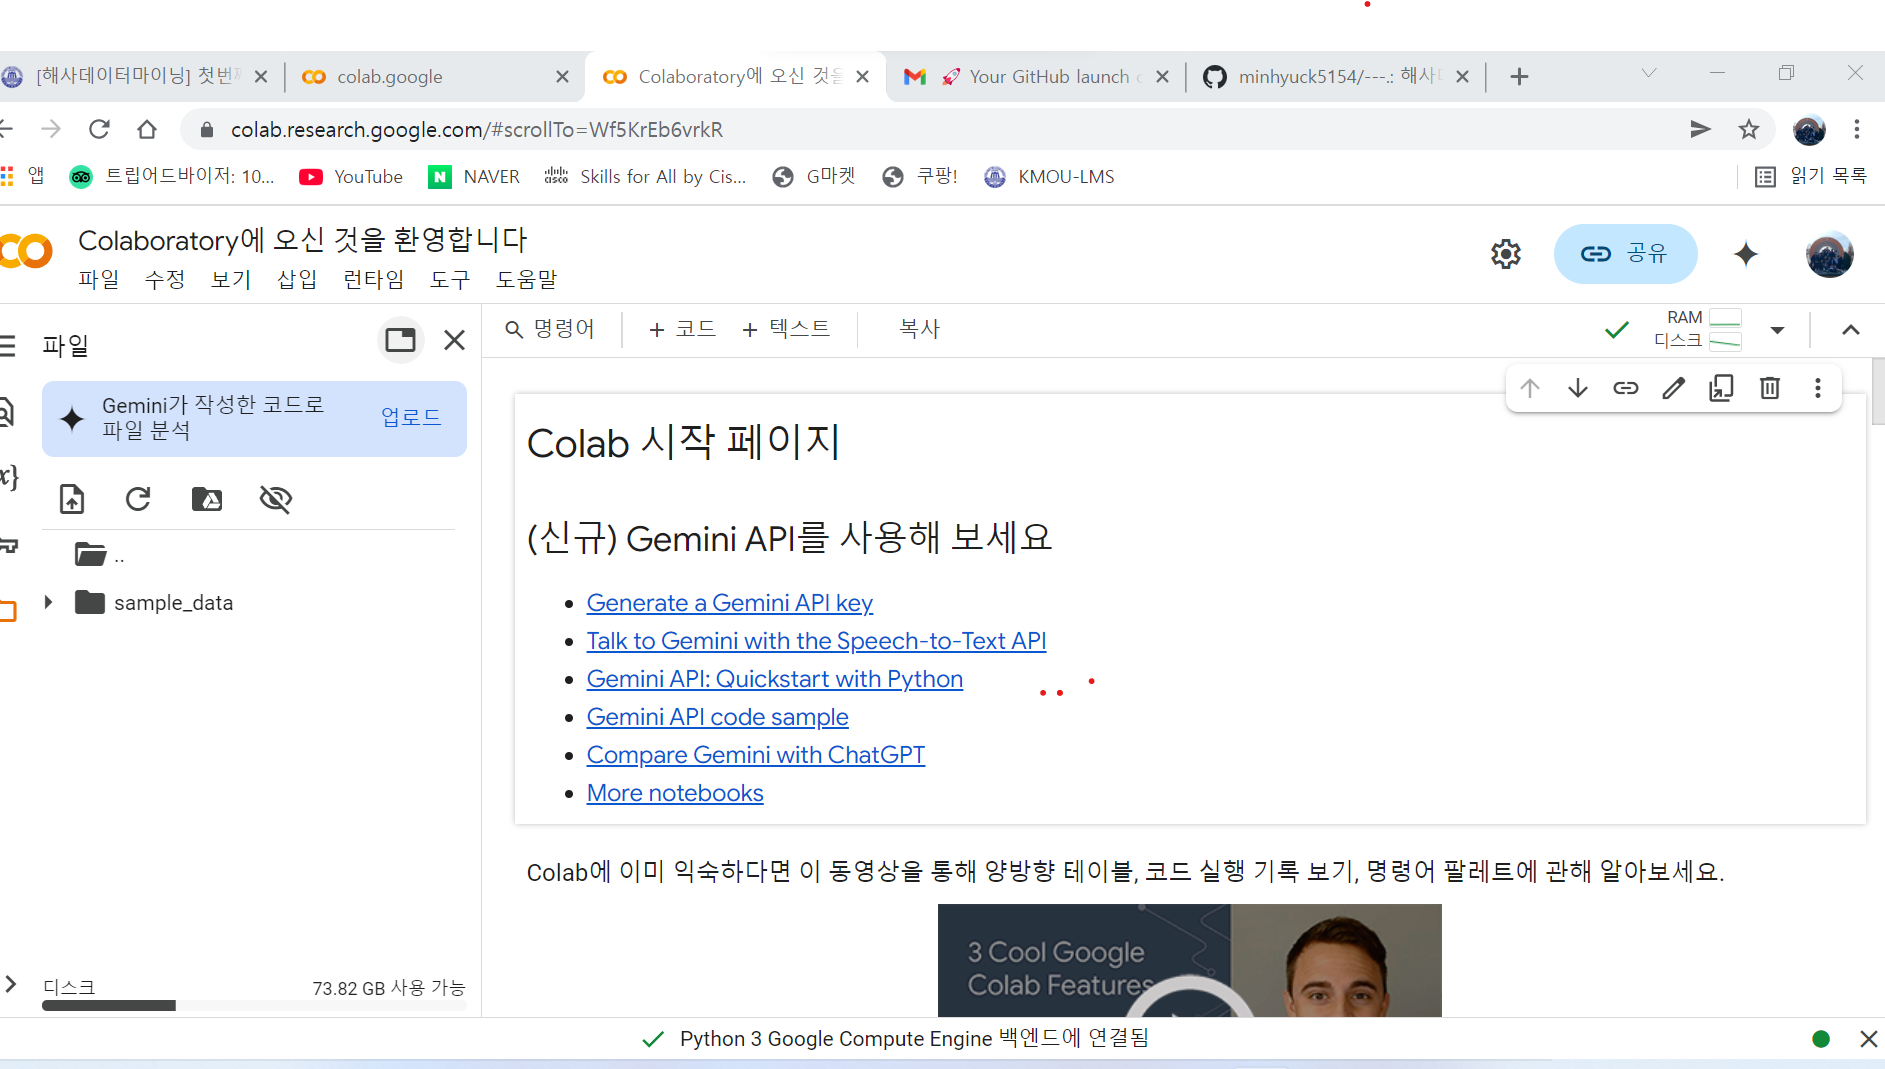 [해사데이터마이닝] 첫번째
colab.google
Colaboratory에 오신 것을
Your GitHub launch
minhyuck5154/---.: 해사
colab.research.google.com/#scrollTo=Wf5KrEb6vrkR
앱
트립어드바이저: 10...
YouTube
N NAVER
CISCO Skills for All by Cis...
G마켓
쿠팡!
KMOU-LMS
읽기 목록
Colaboratory에 오신 것을 환영합니다
파일 수정 보기 삽입 런타임 도구 도움말
공유
파일
명령어
+ 코드 + 텍스트
복사
RAM
디스크
Gemini가 작성한 코드로
파일 분석
업로드
{x}
..
sample_data
Colab 시작 페이지
(신규) Gemini API를 사용해 보세요
Generate a Gemini API key
Talk to Gemini with the Speech-to-Text API
Gemini API: Quickstart with Python
Gemini API code sample
Compare Gemini with ChatGPT
More notebooks
Colab에 이미 익숙하다면 이 동영상을 통해 양방향 테이블, 코드 실행 기록 보기, 명령어 팔레트에 관해 알아보세요.
3 Cool Google
Colab Features
디스크
73.82 GB 사용 가능
Python 3 Google Compute Engine 백엔드에 연결됨